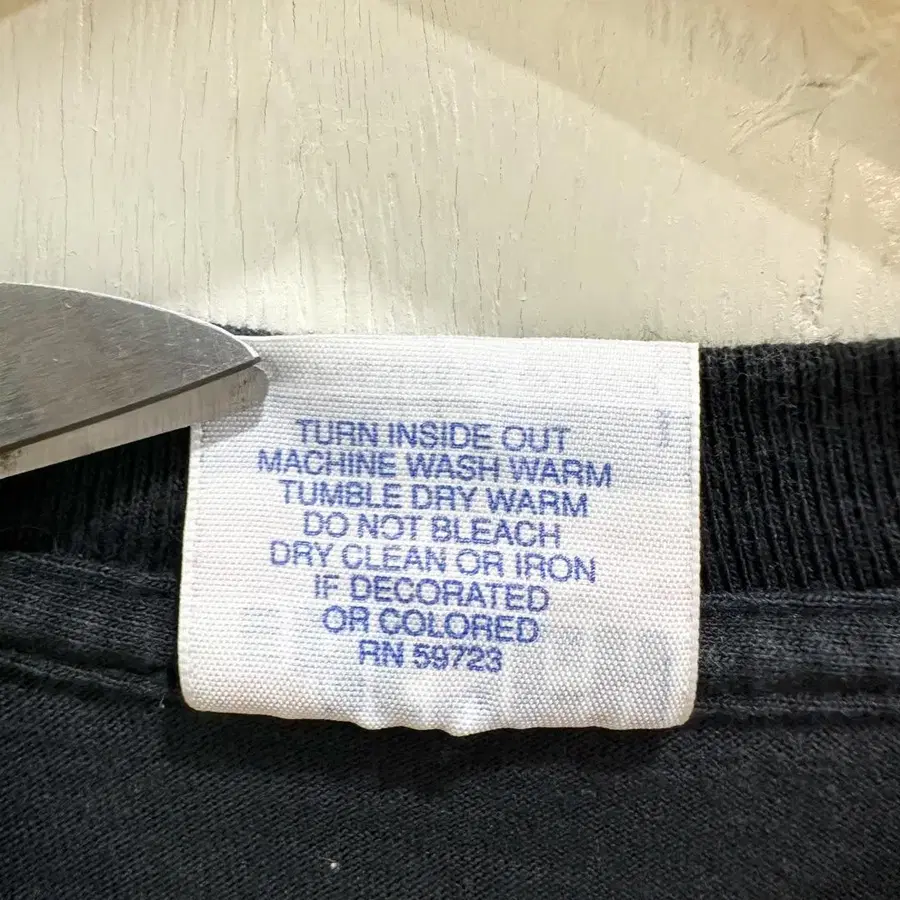 TURN INSIDE OUT
MACHINE WASH WARM
TUMBLE DRY WARM
DO NOT BLEACH
DRY CLEAN OR IRON
IF DECORATED
OR COLORED
RN 59723